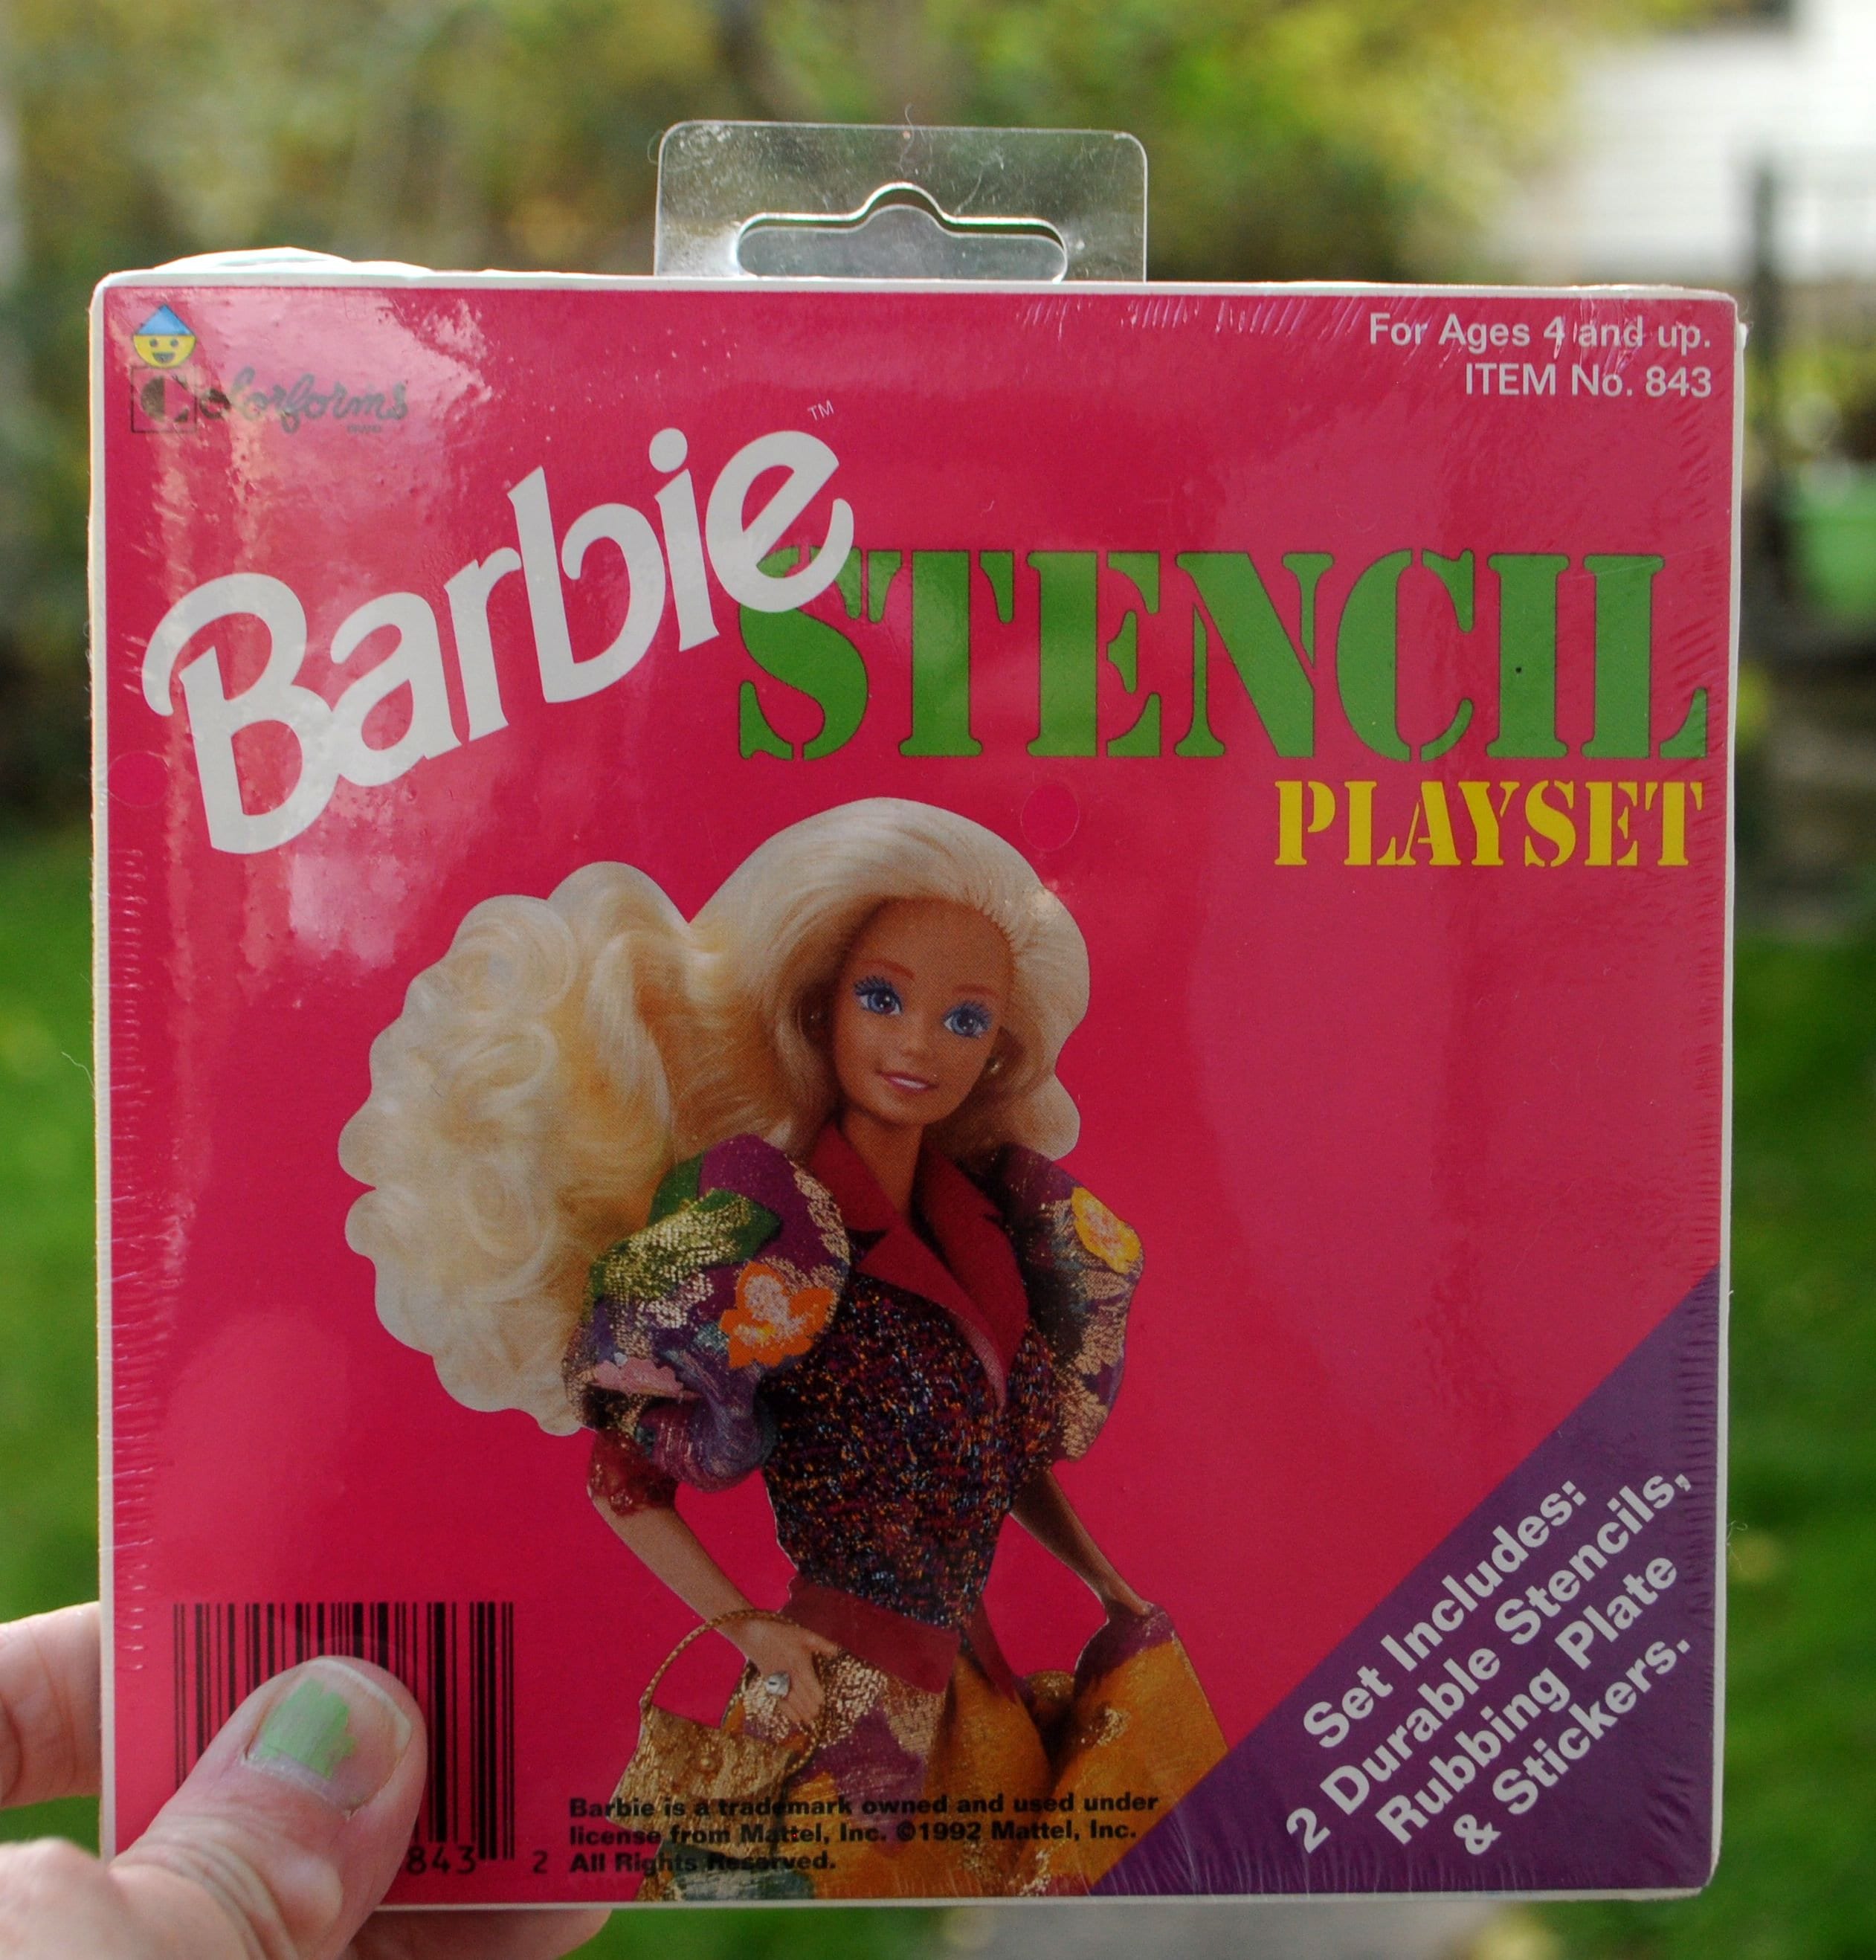 Colorforms
For Ages 4 and up.
ITEM No. 843
Barbie™
STENCIL
PLAYSET
Set Includes:
2 Durable Stencils,
Rubbing Plate
& Stickers.
Barbie is a trademark owned and used under
license from Mattel, Inc. ©1992 Mattel, Inc.
All Rights Reserved.
843 2